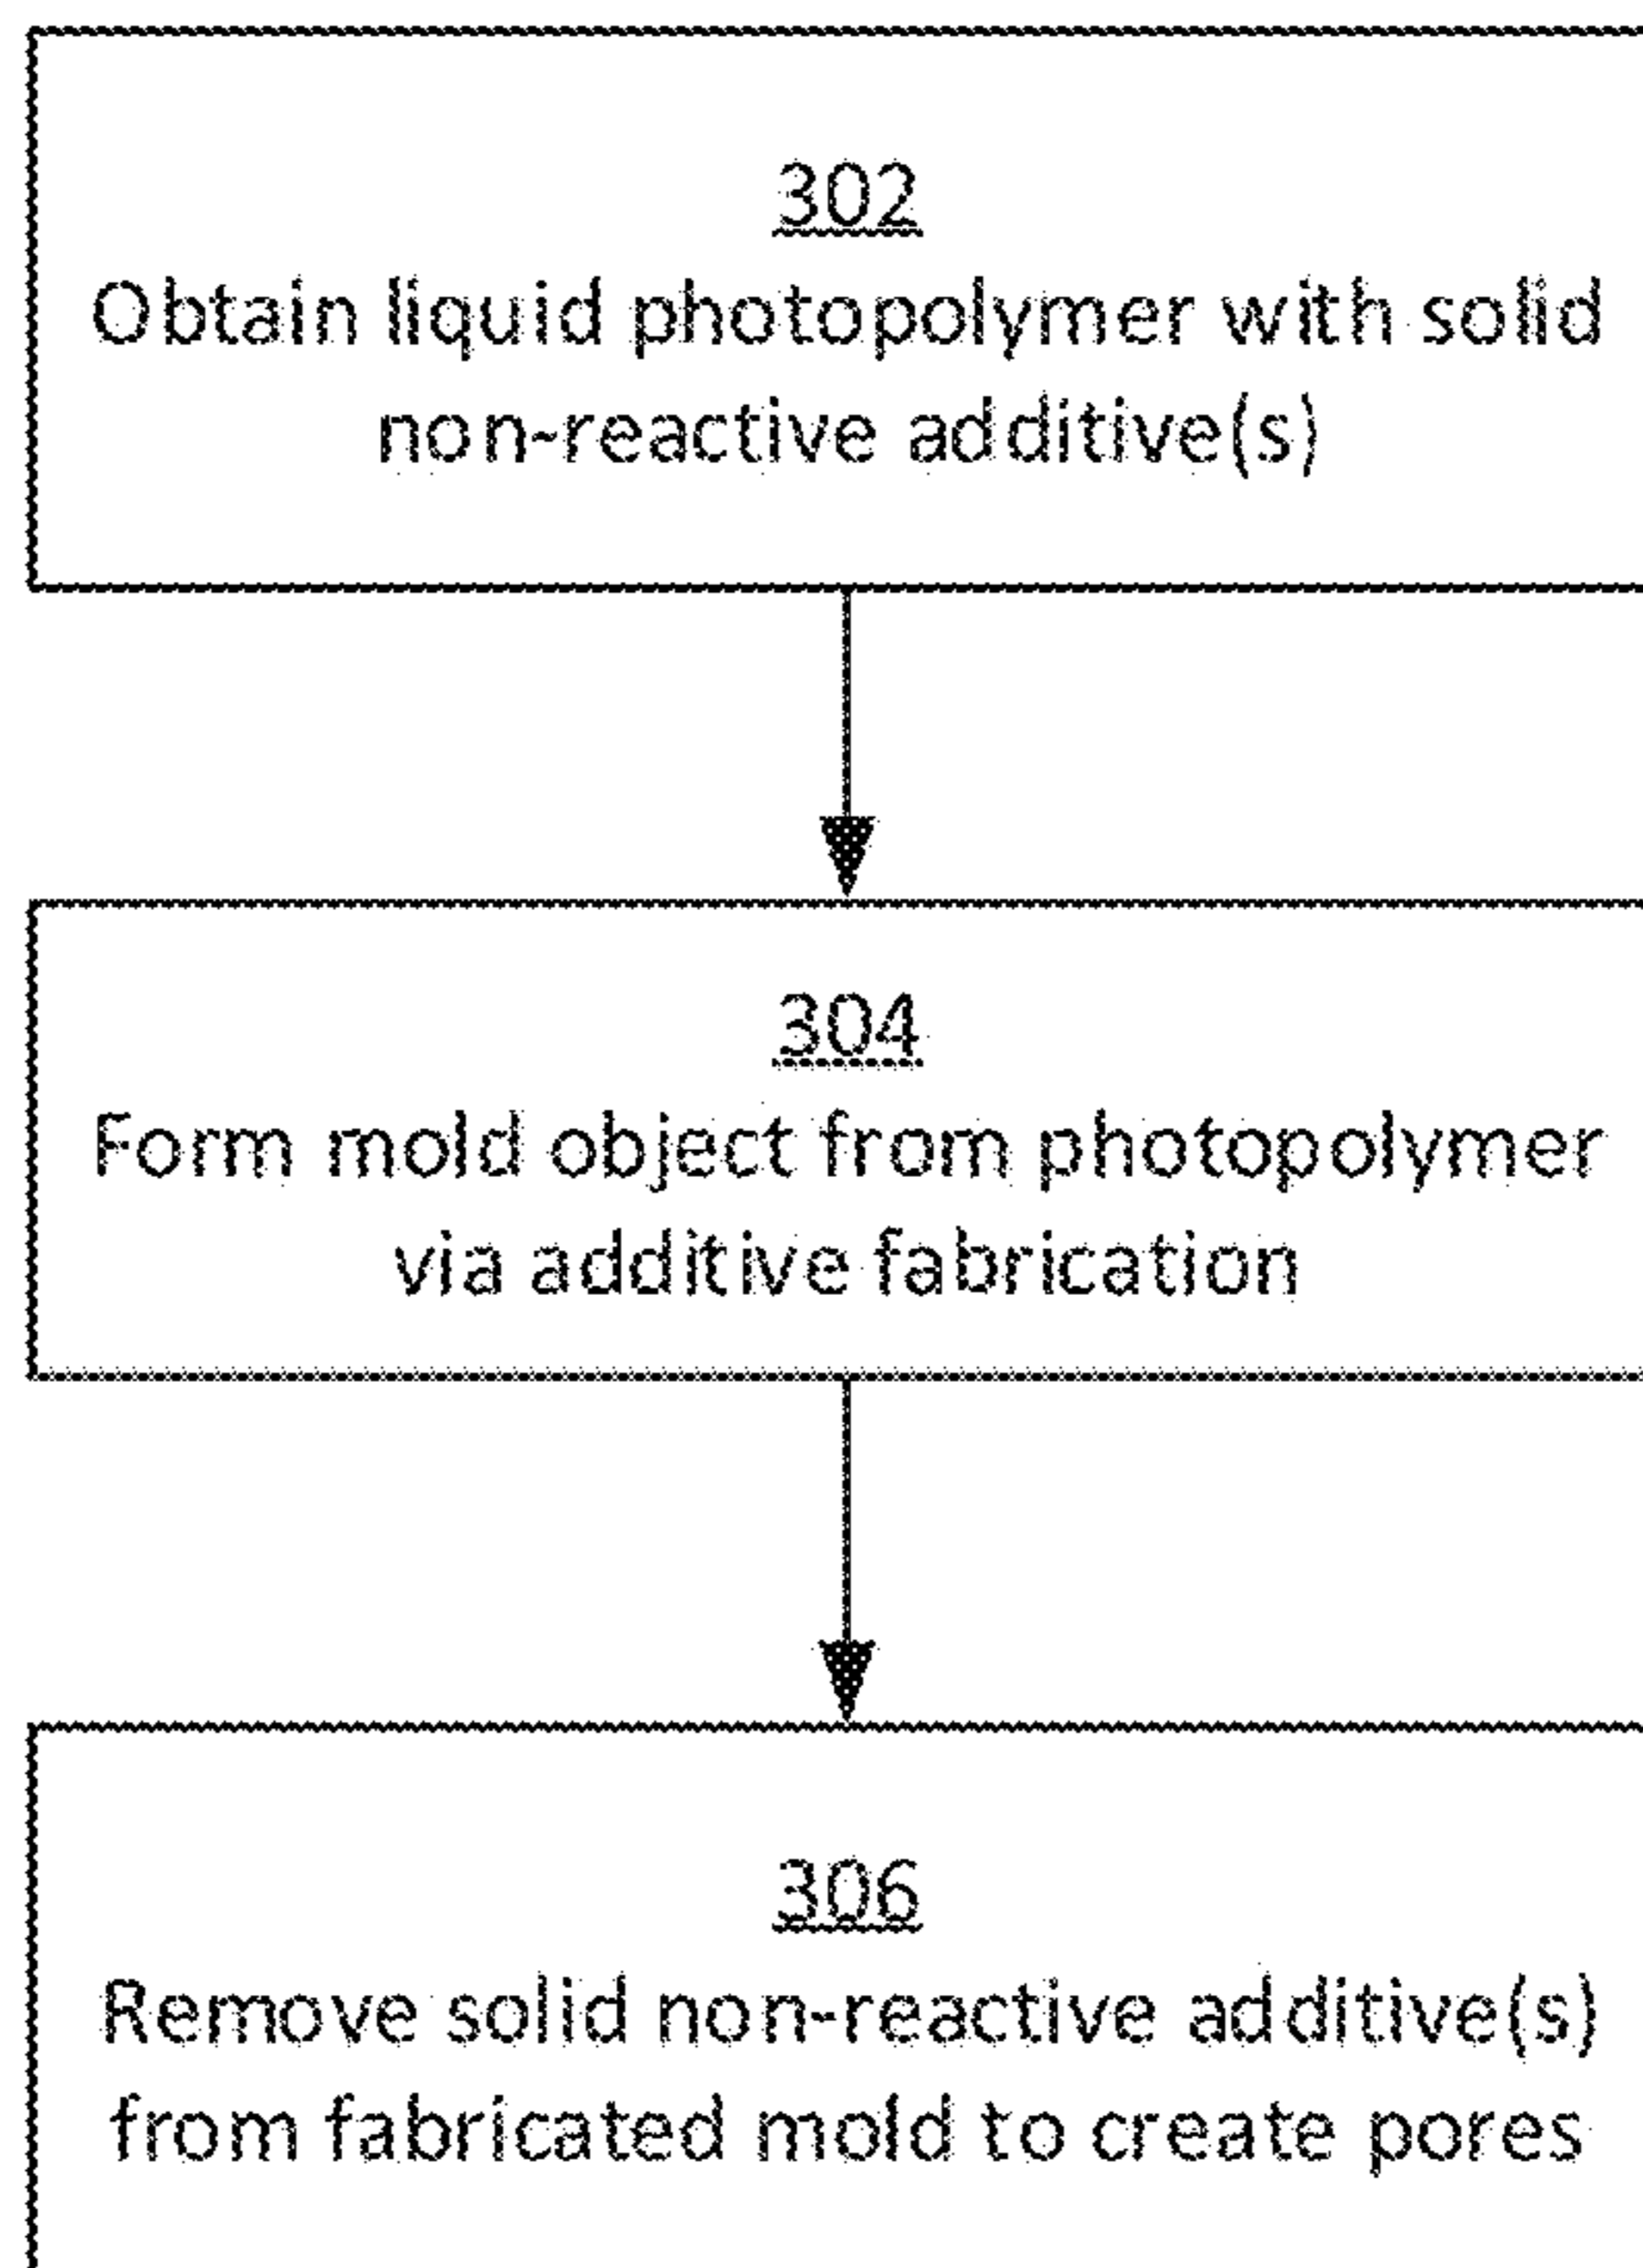 302
Obtain liquid photopolymer with solid
non-reactive additive(s)
304
Form mold object from photopolymer
via additive fabrication
306
Remove solid non-reactive additive(s)
from fabricated mold to create pores